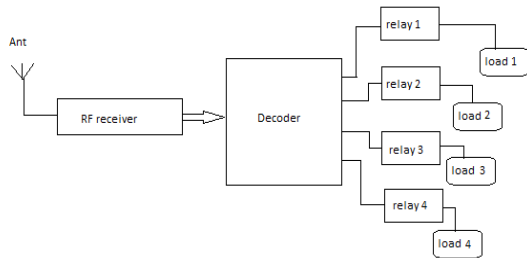 Ant
RF receiver
Decoder
relay 1
load 1
relay 2
load 2
relay 3
load 3
relay 4
load 4